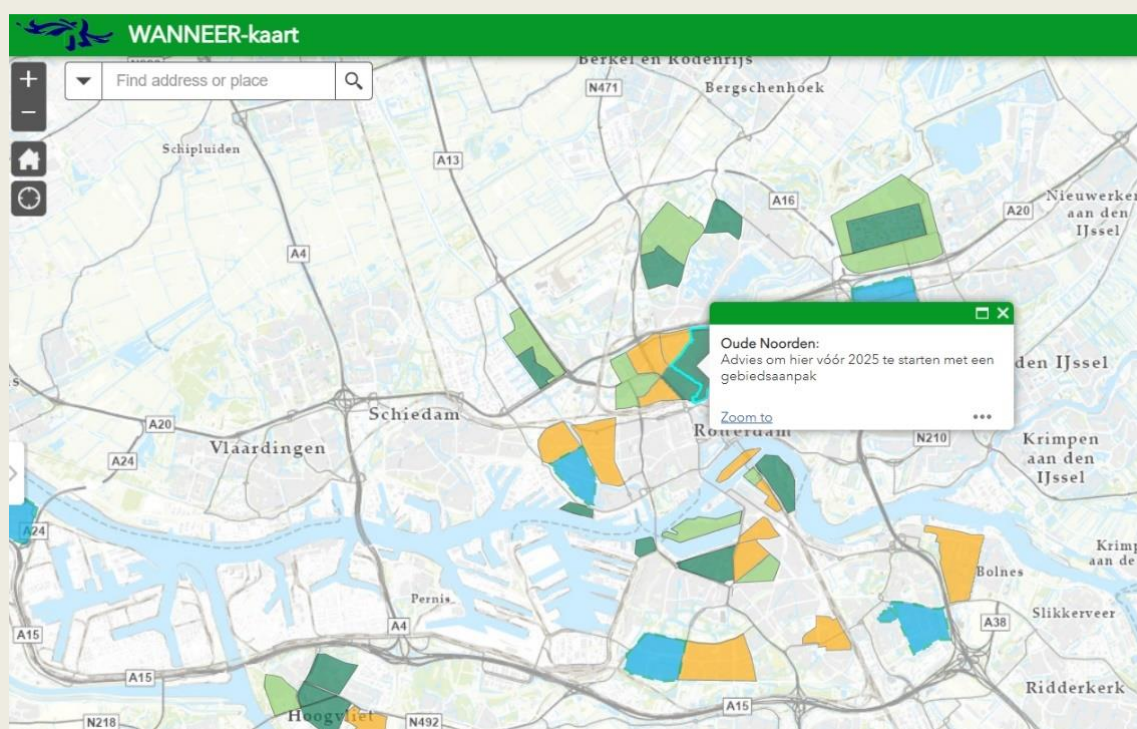 WANNEER-kaart
Find address or place
Berkel en Rodenrijs
N471
Bergschenhoek
Schipluiden
A13
A16
Nieuwerker
aan den
IJssel
A20
A4
Oude Noorden:
Advies om hier vóór 2025 te starten met een
gebiedsaanpak
Zoom to
den IJssel
Schiedam
A20
Rotterdam
N210
Vlaardingen
A24
Krimpen
aan den
IJssel
A24
Krimp
aan de
Bolnes
Pernis
Slikkerveer
A4
A38
A15
A15
Ridderkerk
A15
Hoogvliet
N218
N492